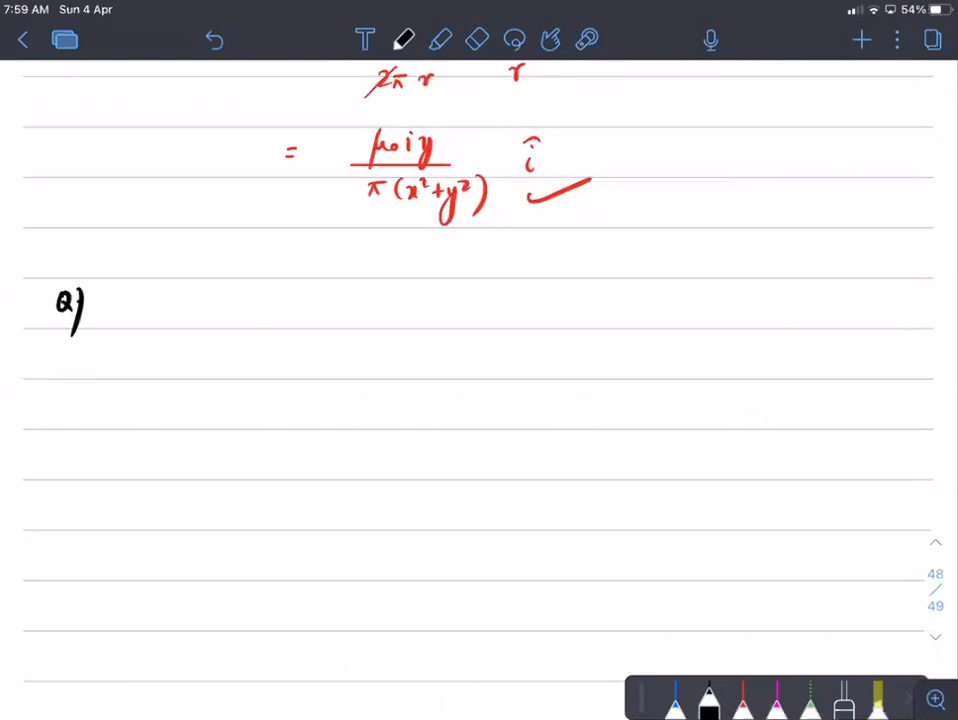 7:59 AM Sun 4 Apr 54%
2π r r
= μ₀iy / π(x²+y²) î
Q)
48
/
49